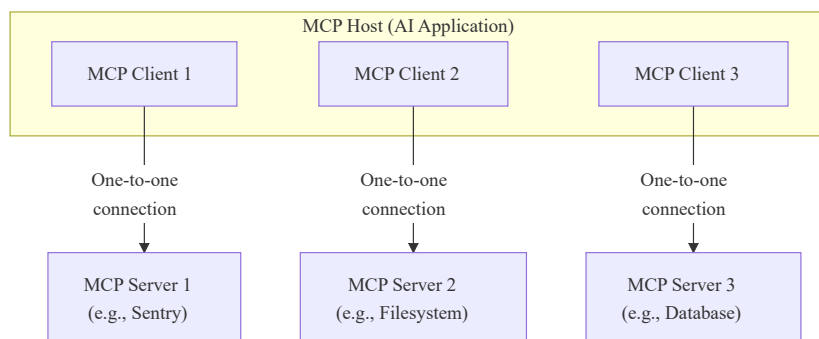 MCP Host (AI Application)
MCP Client 1
MCP Client 2
MCP Client 3
One-to-one
connection
One-to-one
connection
One-to-one
connection
MCP Server 1
(e.g., Sentry)
MCP Server 2
(e.g., Filesystem)
MCP Server 3
(e.g., Database)